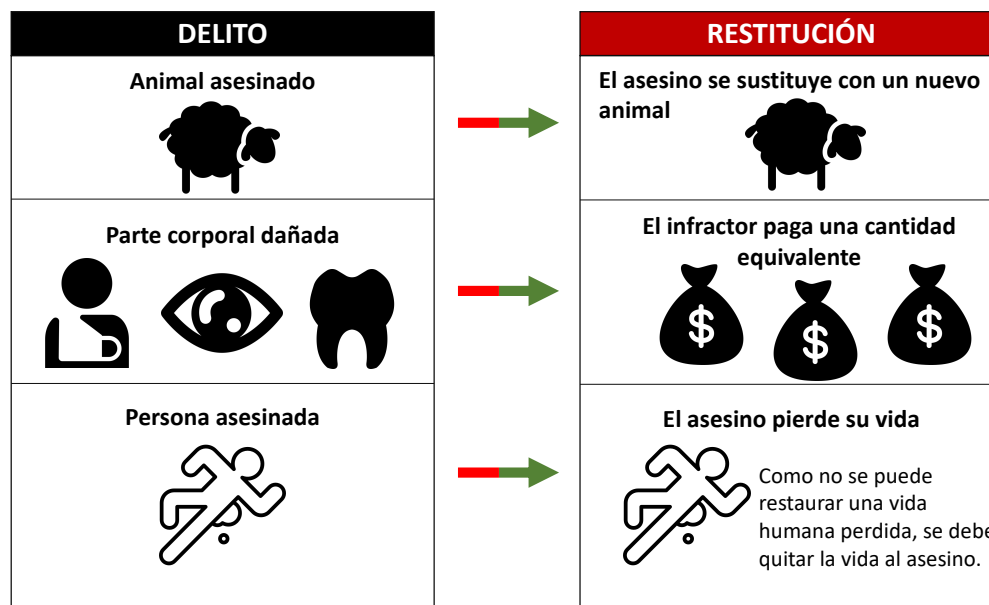 DELITO
RESTITUCIÓN
Animal asesinado
El asesino se sustituye con un nuevo
animal
Parte corporal dañada
El infractor paga una cantidad
equivalente
$ $ $
Persona asesinada
El asesino pierde su vida
Como no se puede
restaurar una vida
humana perdida, se debe
quitar la vida al asesino.